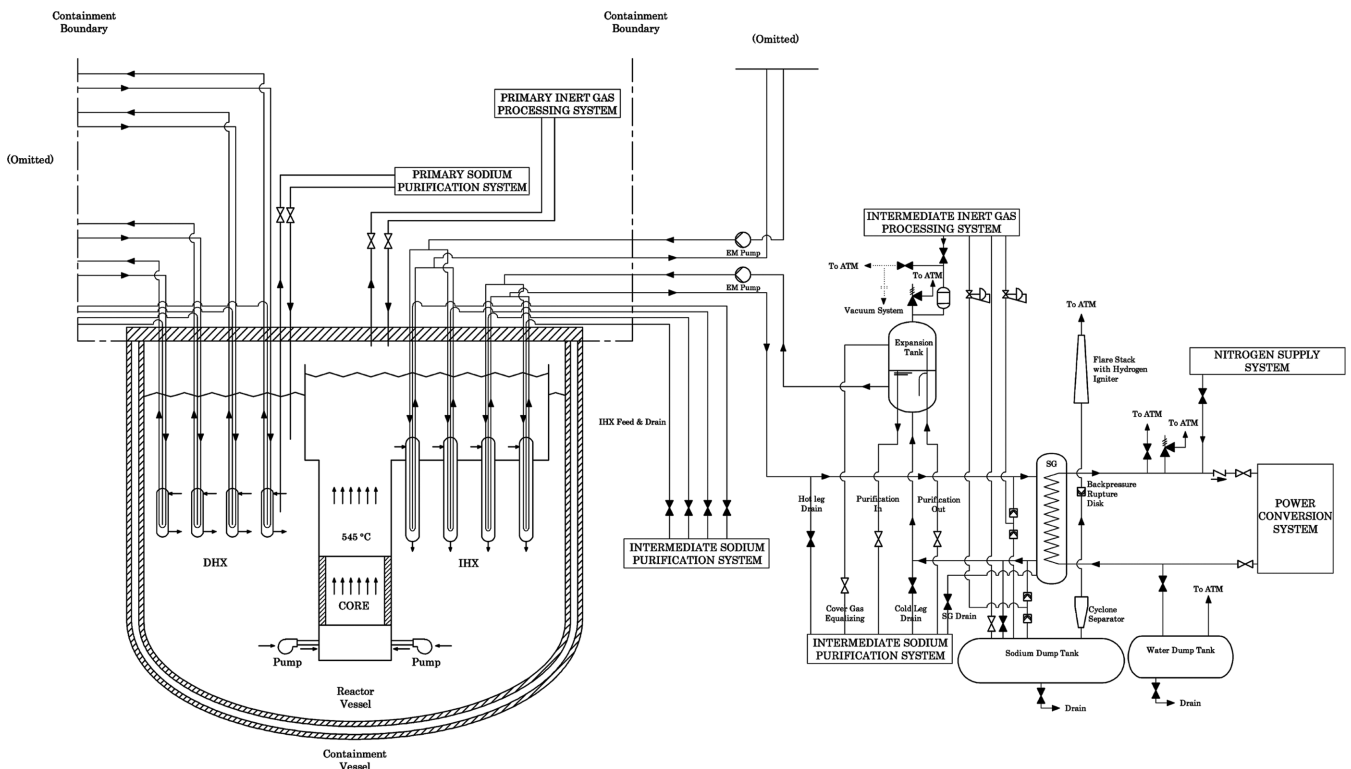 Containment
Boundary
Containment
Boundary
(Omitted)
PRIMARY INERT GAS
PROCESSING SYSTEM
(Omitted)
PRIMARY SODIUM
PURIFICATION SYSTEM
INTERMEDIATE INERT GAS
PROCESSING SYSTEM
EM Pump
To ATM
To ATM
EM Pump
Vacuum System
To ATM
Expansion
Tank
Flare Stack
with Hydrogen
Igniter
NITROGEN SUPPLY
SYSTEM
To ATM
To ATM
IHX Feed & Drain
SG
Hot leg
Drain
Purification
In
Purification
Out
Backpressure
Rupture
Disk
POWER
CONVERSION
SYSTEM
545 °C
DHX
IHX
INTERMEDIATE SODIUM
PURIFICATION SYSTEM
CORE
Cover Gas
Equalizing
Cold Leg
Drain
SG Drain
Cyclone
Separator
To ATM
INTERMEDIATE SODIUM
PURIFICATION SYSTEM
Sodium Dump Tank
Water Dump Tank
Pump
Pump
Reactor
Vessel
Drain
Drain
Containment
Vessel